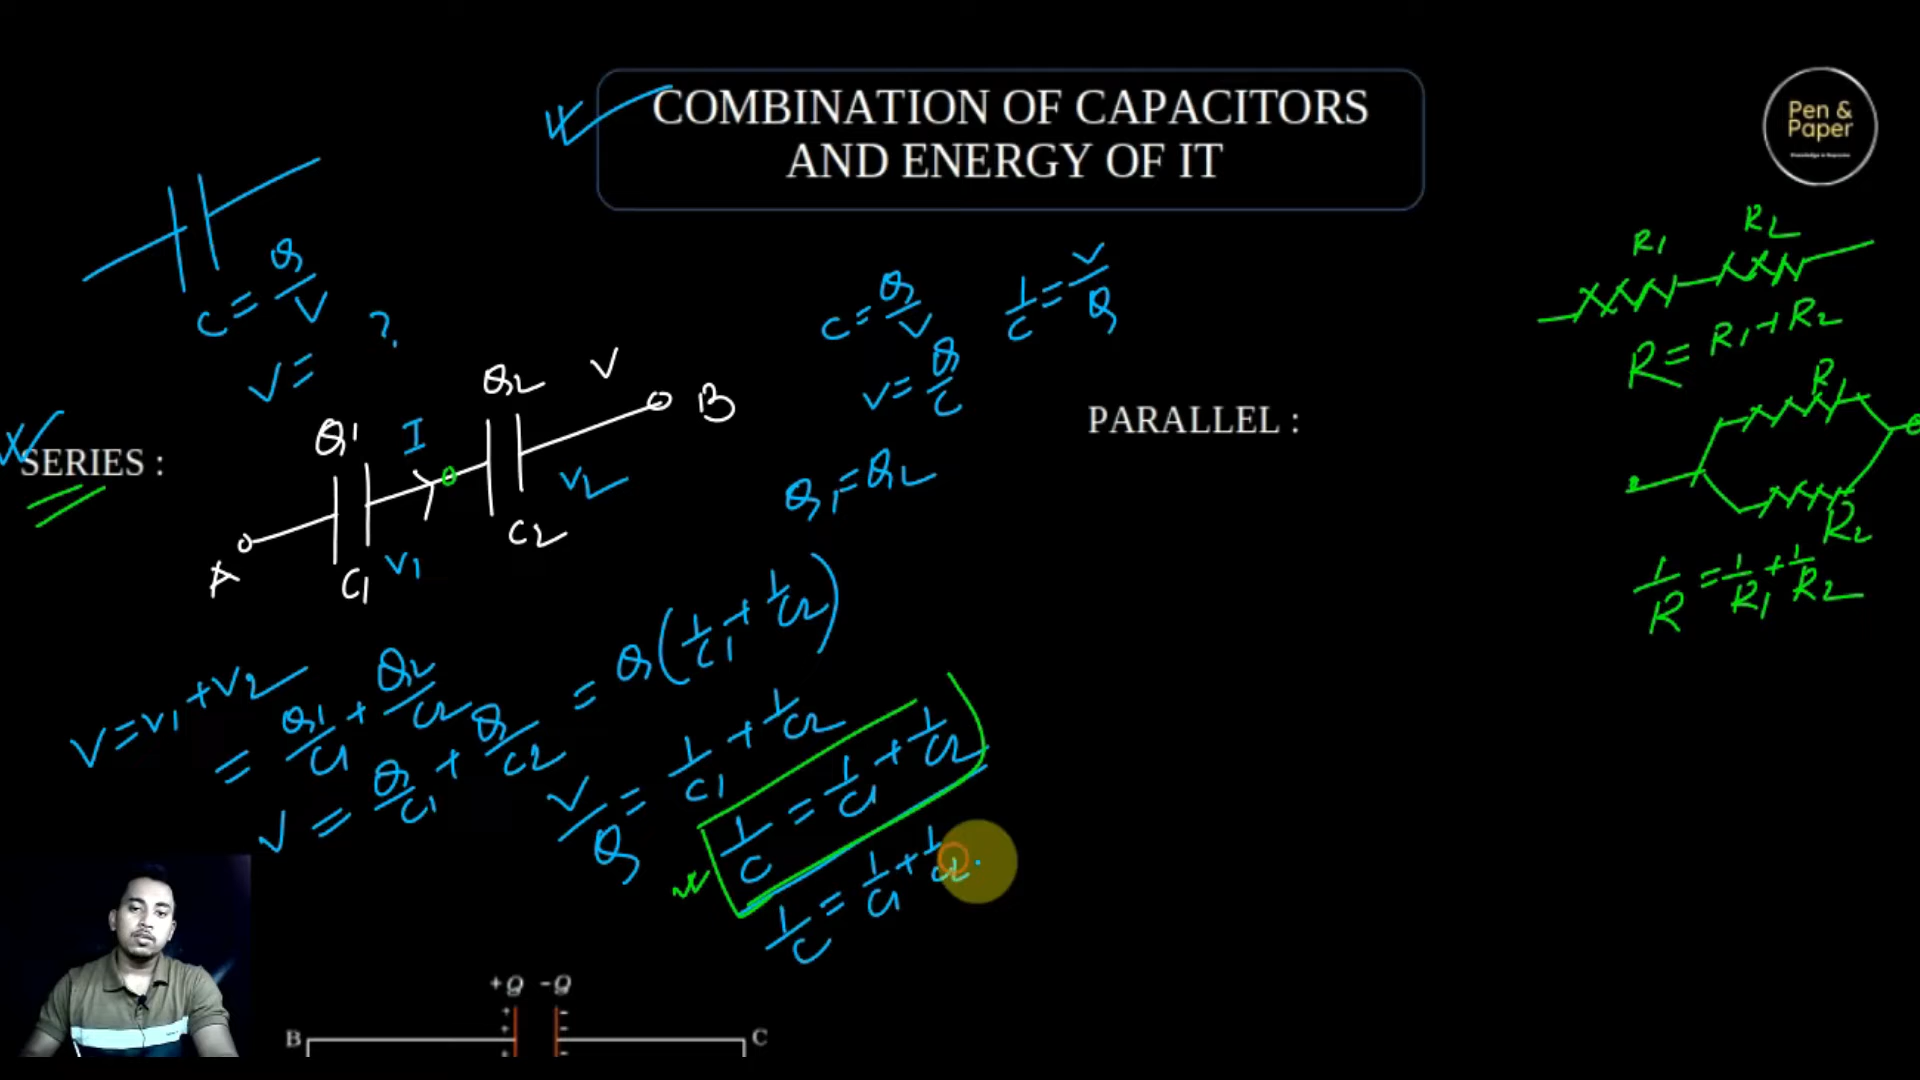 COMBINATION OF CAPACITORS
AND ENERGY OF IT
Pen &
Paper
C = Q/V
V = ?
SERIES :
A
Q1
C1
V1
I
Q2
C2
V2
V
B
C = Q/V
1/C = V/Q
V = Q/C
Q1 = Q2
V = V1 + V2
= Q1/C1 + Q2/C2
V = Q/C1 + Q/C2
= Q(1/C1 + 1/C2)
V/Q = 1/C1 + 1/C2
1/C = 1/C1 + 1/C2
1/C = 1/C1 + 1/C2
PARALLEL :
R1 R2
R = R1 + R2
R1
R2
1/R = 1/R1 + 1/R2
+Q -Q
B C